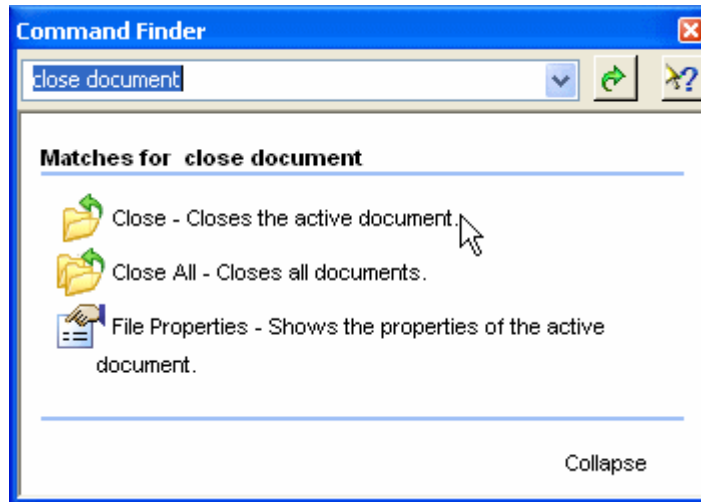 Command Finder
close document
Matches for close document
Close - Closes the active document.
Close All - Closes all documents.
File Properties - Shows the properties of the active
document.
Collapse